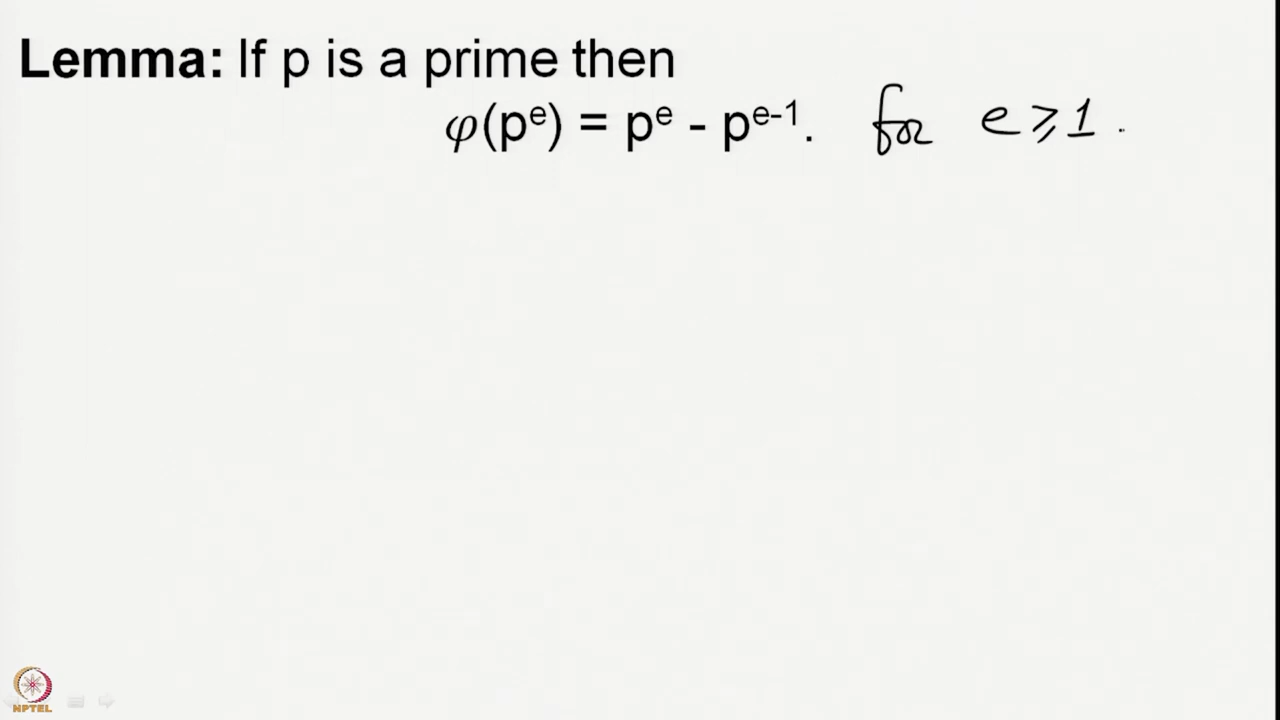 Lemma: If p is a prime then
φ(pᵉ) = pᵉ - pᵉ⁻¹. for e ⩾ 1.
NPTEL